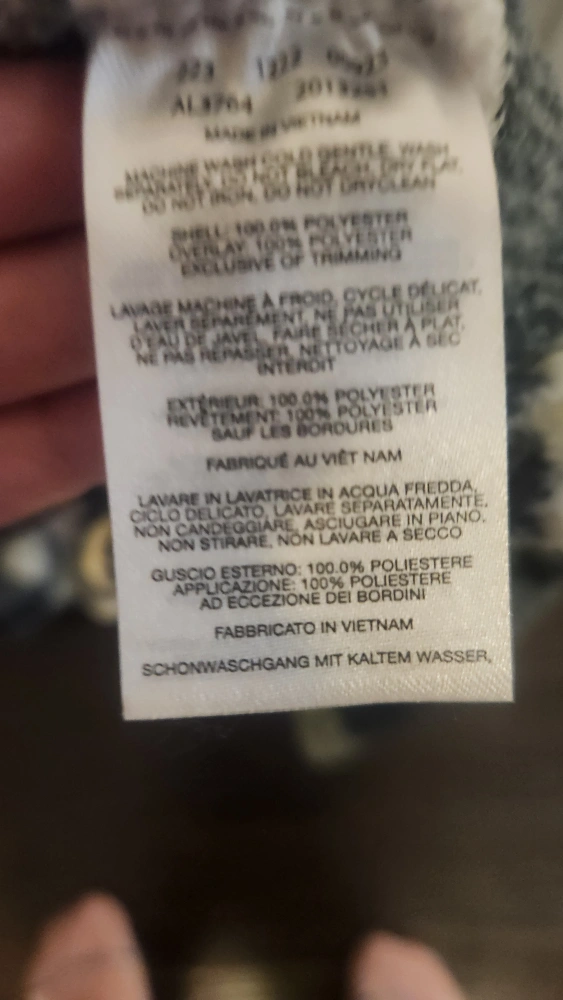 323 1222
AL3704
MADE IN VIETNAM
MACHINE WASH COLD GENTLE, WASH
SEPARATELY, DO NOT BLEACH, DRY FLAT,
DO NOT IRON, DO NOT DRYCLEAN
SHELL: 100.0% POLYESTER
OVERLAY: 100% POLYESTER
EXCLUSIVE OF TRIMMING
LAVAGE MACHINE À FROID, CYCLE DÉLICAT,
LAVER SÉPARÉMENT, NE PAS UTILISER
D'EAU DE JAVEL, FAIRE SÉCHER À PLAT,
NE PAS REPASSER, NETTOYAGE À SEC
INTERDIT
EXTÉRIEUR: 100.0% POLYESTER
REVÊTEMENT: 100% POLYESTER
SAUF LES BORDURES
FABRIQUÉ AU VIÊT NAM
LAVARE IN LAVATRICE IN ACQUA FREDDA,
CICLO DELICATO, LAVARE SEPARATAMENTE,
NON CANDEGGIARE, ASCIUGARE IN PIANO,
NON STIRARE, NON LAVARE A SECCO
GUSCIO ESTERNO: 100.0% POLIESTERE
APPLICAZIONE: 100% POLIESTERE
AD ECCEZIONE DEI BORDINI
FABBRICATO IN VIETNAM
SCHONWASCHGANG MIT KALTEM WASSER,